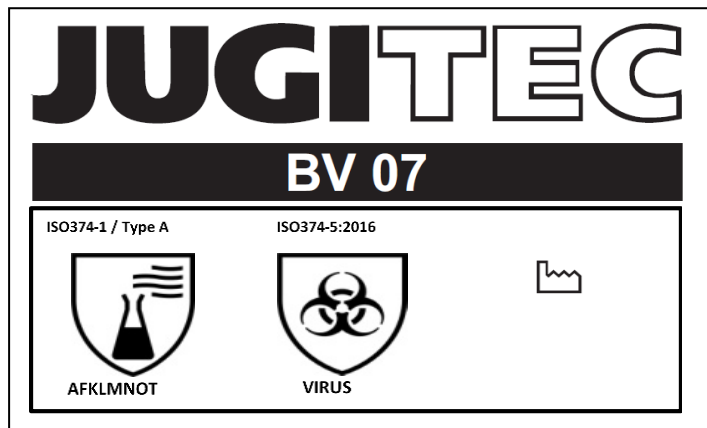 JUGITEC
BV 07
ISO374-1 / Type A
ISO374-5:2016
AFKLMNOT
VIRUS